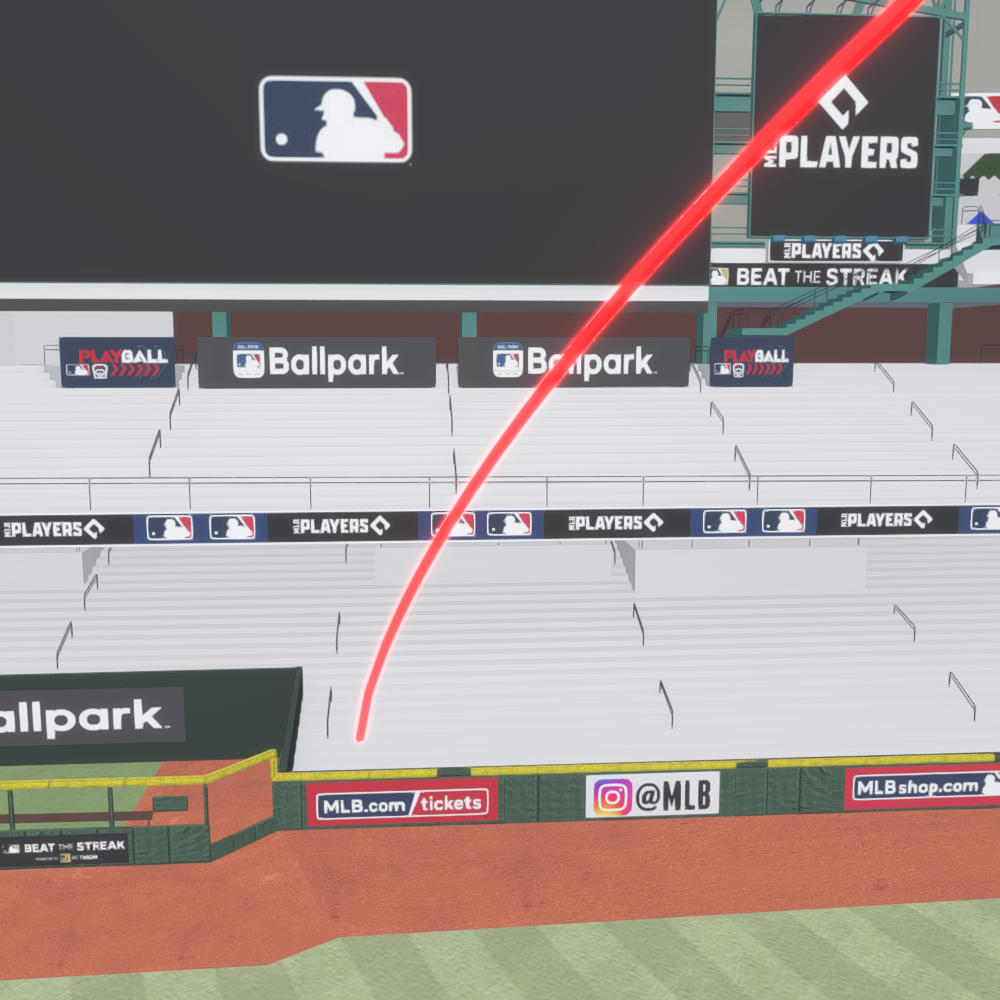 MLB PLAYERS
MLB PLAYERS
BEAT THE STREAK
PLAY BALL
Ballpark
Ballpark
PLAY BALL
MLB PLAYERS
MLB PLAYERS
MLB PLAYERS
MLB PLAYERS
allpark
MLB.com/tickets
@MLB
MLBshop.com
BEAT THE STREAK